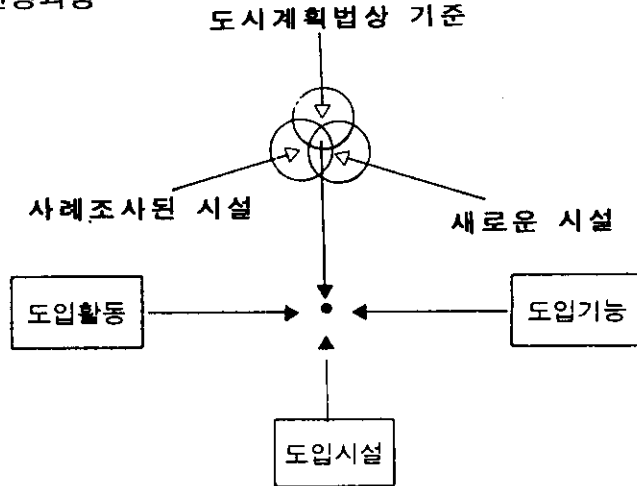 도시계획법상 기준
사례조사된 시설
새로운 시설
도입활동
도입기능
도입시설